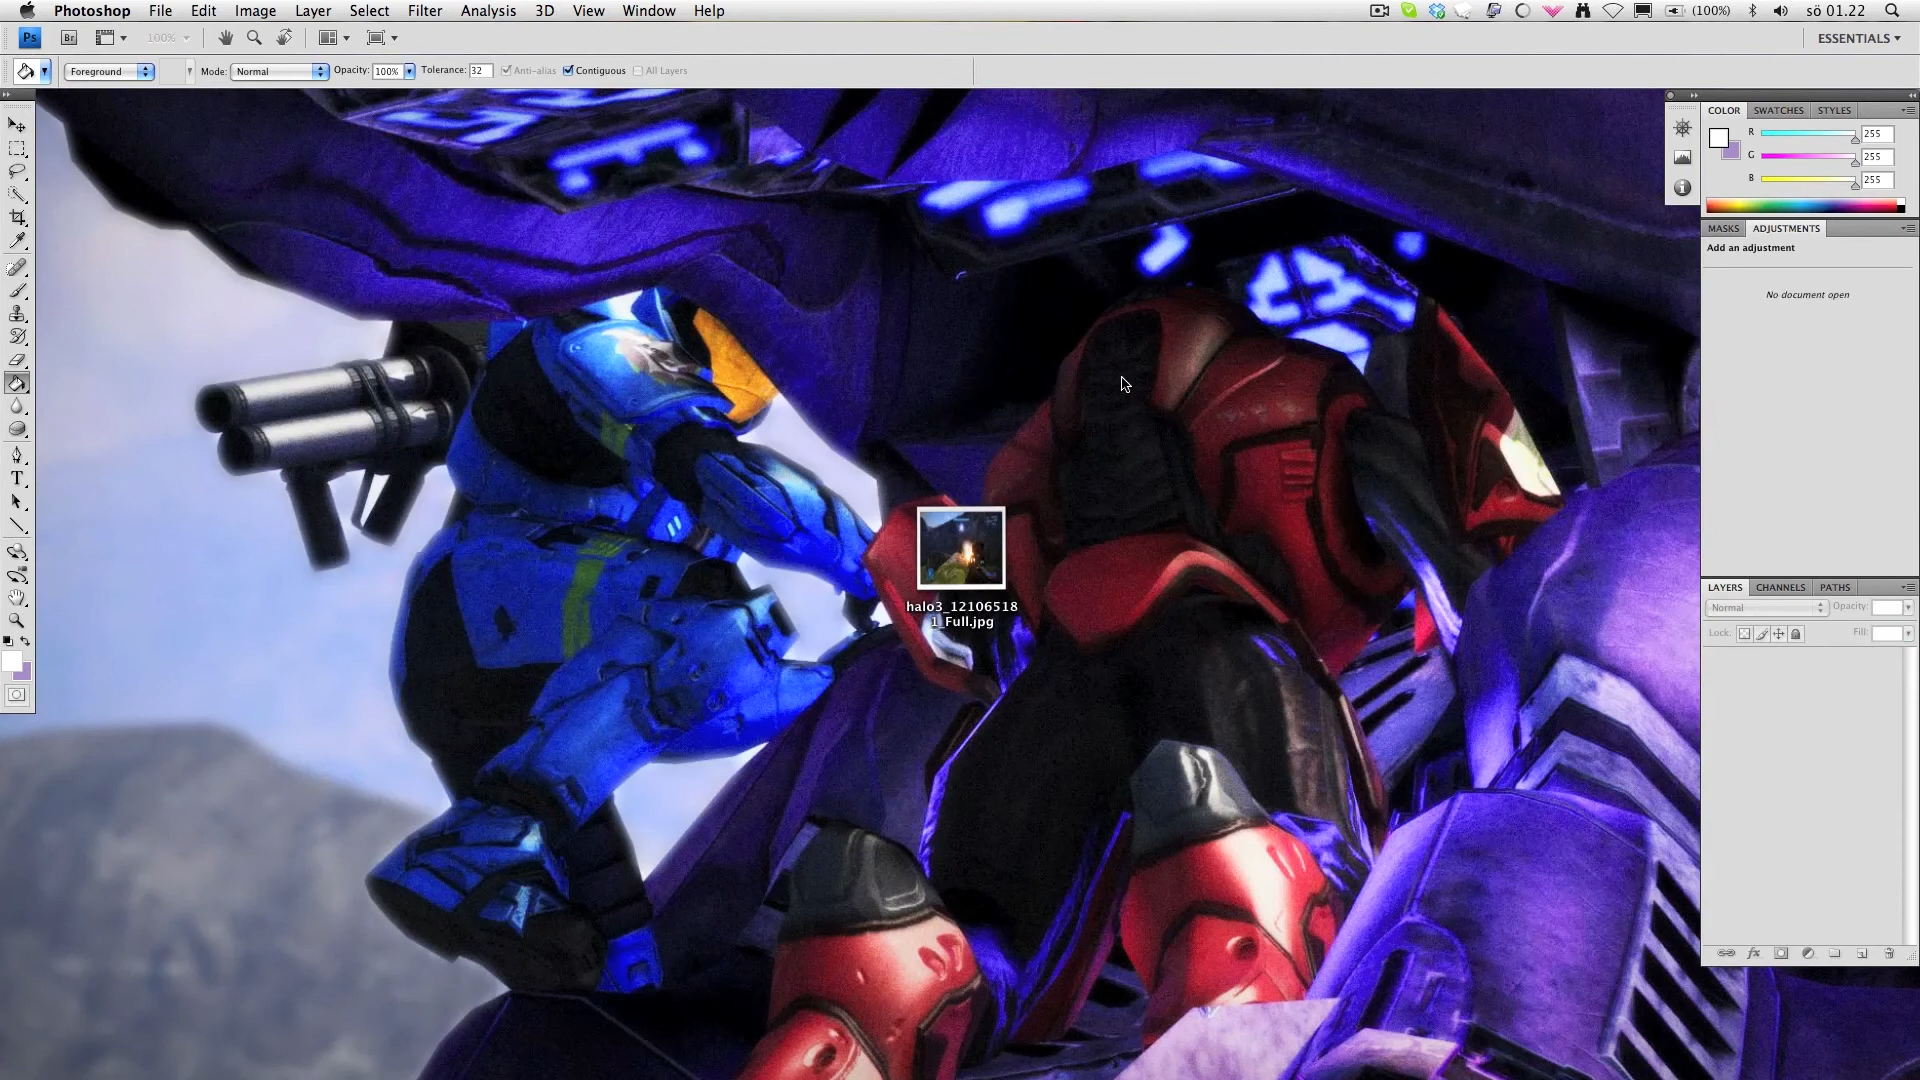 Photoshop File Edit Image Layer Select Filter Analysis 3D View Window Help (100%) sö 01.22
Ps Br 100% ESSENTIALS
Foreground Mode: Normal Opacity: 100% Tolerance: 32 Anti-alias Contiguous All Layers
COLOR SWATCHES STYLES
R 255
G 255
B 255
MASKS ADJUSTMENTS
Add an adjustment
No document open
T
halo3_12106518
1_Full.jpg
LAYERS CHANNELS PATHS
Normal Opacity:
Lock: Fill:
fx